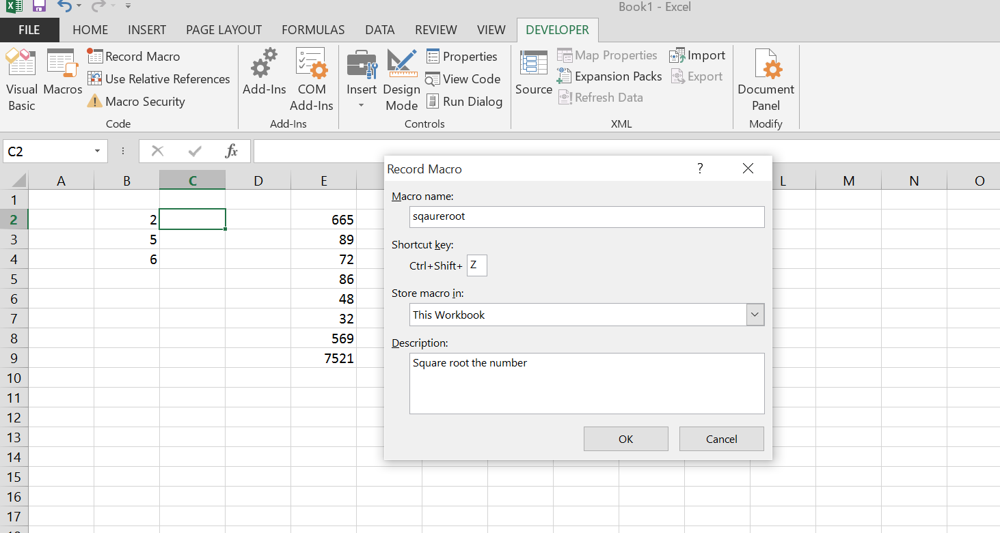 Book1 - Excel
FILE HOME INSERT PAGE LAYOUT FORMULAS DATA REVIEW VIEW DEVELOPER
Visual Basic
Macros
Record Macro
Use Relative References
Macro Security
Code
Add-Ins
COM Add-Ins
Add-Ins
Insert
Design Mode
Properties
View Code
Run Dialog
Controls
Source
Map Properties
Expansion Packs
Refresh Data
Import
Export
XML
Document Panel
Modify
C2
fx
A B C D E L M N O
1
2 2 665
3 5 89
4 6 72
5 86
6 48
7 32
8 569
9 7521
10
11
12
13
14
15
16
17
Record Macro ?
Macro name:
sqaureroot
Shortcut key:
Ctrl+Shift+ Z
Store macro in:
This Workbook
Description:
Square root the number
OK Cancel